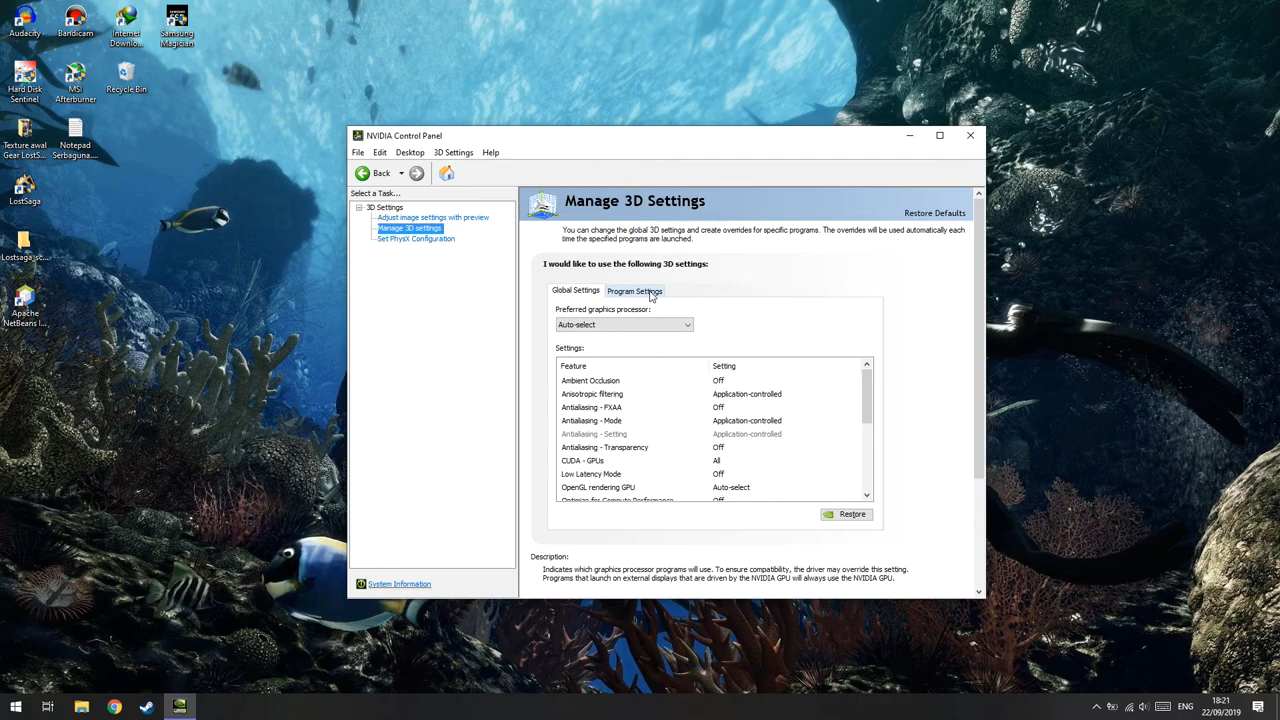 Audacity
Bandicam
Internet
Downlo...
Samsung
Magician
Hard Disk
Sentinel
MSI
Afterburner
Recycle Bin
Texture awal
Gear LostS...
Notepad
Serbaguna....
LostSaga
Lostsaga_sc...
Apache
NetBeans I...
NVIDIA Control Panel
File Edit Desktop 3D Settings Help
Back
Select a Task...
3D Settings
Adjust image settings with preview
Manage 3D settings
Set PhysX Configuration
System Information
Manage 3D Settings
Restore Defaults
You can change the global 3D settings and create overrides for specific programs. The overrides will be used automatically each
time the specified programs are launched.
I would like to use the following 3D settings:
Global Settings Program Settings
Preferred graphics processor:
Auto-select
Settings:
Feature Setting
Ambient Occlusion Off
Anisotropic filtering Application-controlled
Antialiasing - FXAA Off
Antialiasing - Mode Application-controlled
Antialiasing - Setting Application-controlled
Antialiasing - Transparency Off
CUDA - GPUs All
Low Latency Mode Off
OpenGL rendering GPU Auto-select
Optimize for Compute Performance Off
Restore
Description:
Indicates which graphics processor programs will use. To ensure compatibility, the driver may override this setting.
Programs that launch on external displays that are driven by the NVIDIA GPU will always use the NVIDIA GPU.
ENG
18:21
22/09/2019